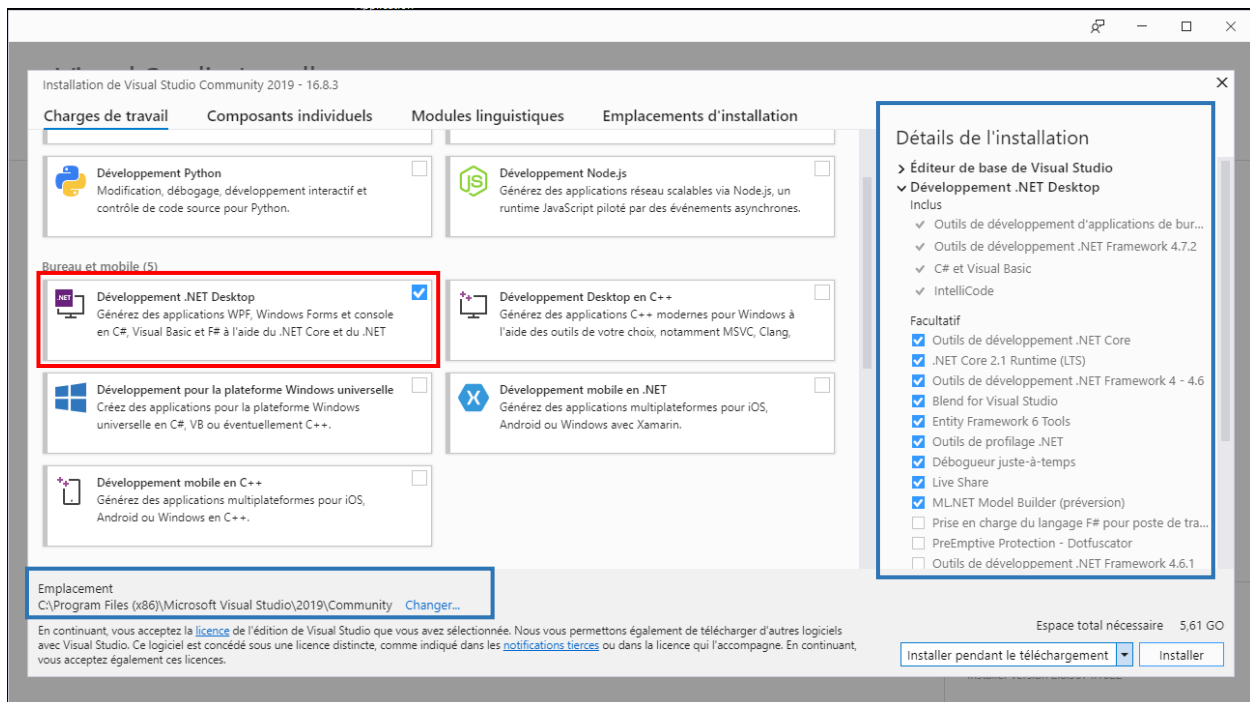 Application
Installation de Visual Studio Community 2019 - 16.8.3
Charges de travail
Composants individuels
Modules linguistiques
Emplacements d'installation
Développement Python
Modification, débogage, développement interactif et
contrôle de code source pour Python.
Développement Node.js
Générez des applications réseau scalables via Node.js, un
runtime JavaScript piloté par des événements asynchrones.
Bureau et mobile (5)
.NET
Développement .NET Desktop
Générez des applications WPF, Windows Forms et console
en C#, Visual Basic et F# à l'aide du .NET Core et du .NET
Développement Desktop en C++
Générez des applications C++ modernes pour Windows à
l'aide des outils de votre choix, notamment MSVC, Clang,
Développement pour la plateforme Windows universelle
Créez des applications pour la plateforme Windows
universelle en C#, VB ou éventuellement C++.
Développement mobile en .NET
Générez des applications multiplateformes pour iOS,
Android ou Windows avec Xamarin.
Développement mobile en C++
Générez des applications multiplateformes pour iOS,
Android ou Windows en C++.
Détails de l'installation
Éditeur de base de Visual Studio
Développement .NET Desktop
Inclus
Outils de développement d'applications de bur...
Outils de développement .NET Framework 4.7.2
C# et Visual Basic
IntelliCode
Facultatif
Outils de développement .NET Core
.NET Core 2.1 Runtime (LTS)
Outils de développement .NET Framework 4 - 4.6
Blend for Visual Studio
Entity Framework 6 Tools
Outils de profilage .NET
Débogueur juste-à-temps
Live Share
ML.NET Model Builder (préversion)
Prise en charge du langage F# pour poste de tra...
PreEmptive Protection - Dotfuscator
Outils de développement .NET Framework 4.6.1
Emplacement
C:\Program Files (x86)\Microsoft Visual Studio\2019\Community Changer...
En continuant, vous acceptez la licence de l'édition de Visual Studio que vous avez sélectionnée. Nous vous permettons également de télécharger d'autres logiciels
avec Visual Studio. Ce logiciel est concédé sous une licence distincte, comme indiqué dans les notifications tierces ou dans la licence qui l'accompagne. En continuant,
vous acceptez également ces licences.
Espace total nécessaire 5,61 GO
Installer pendant le téléchargement
Installer